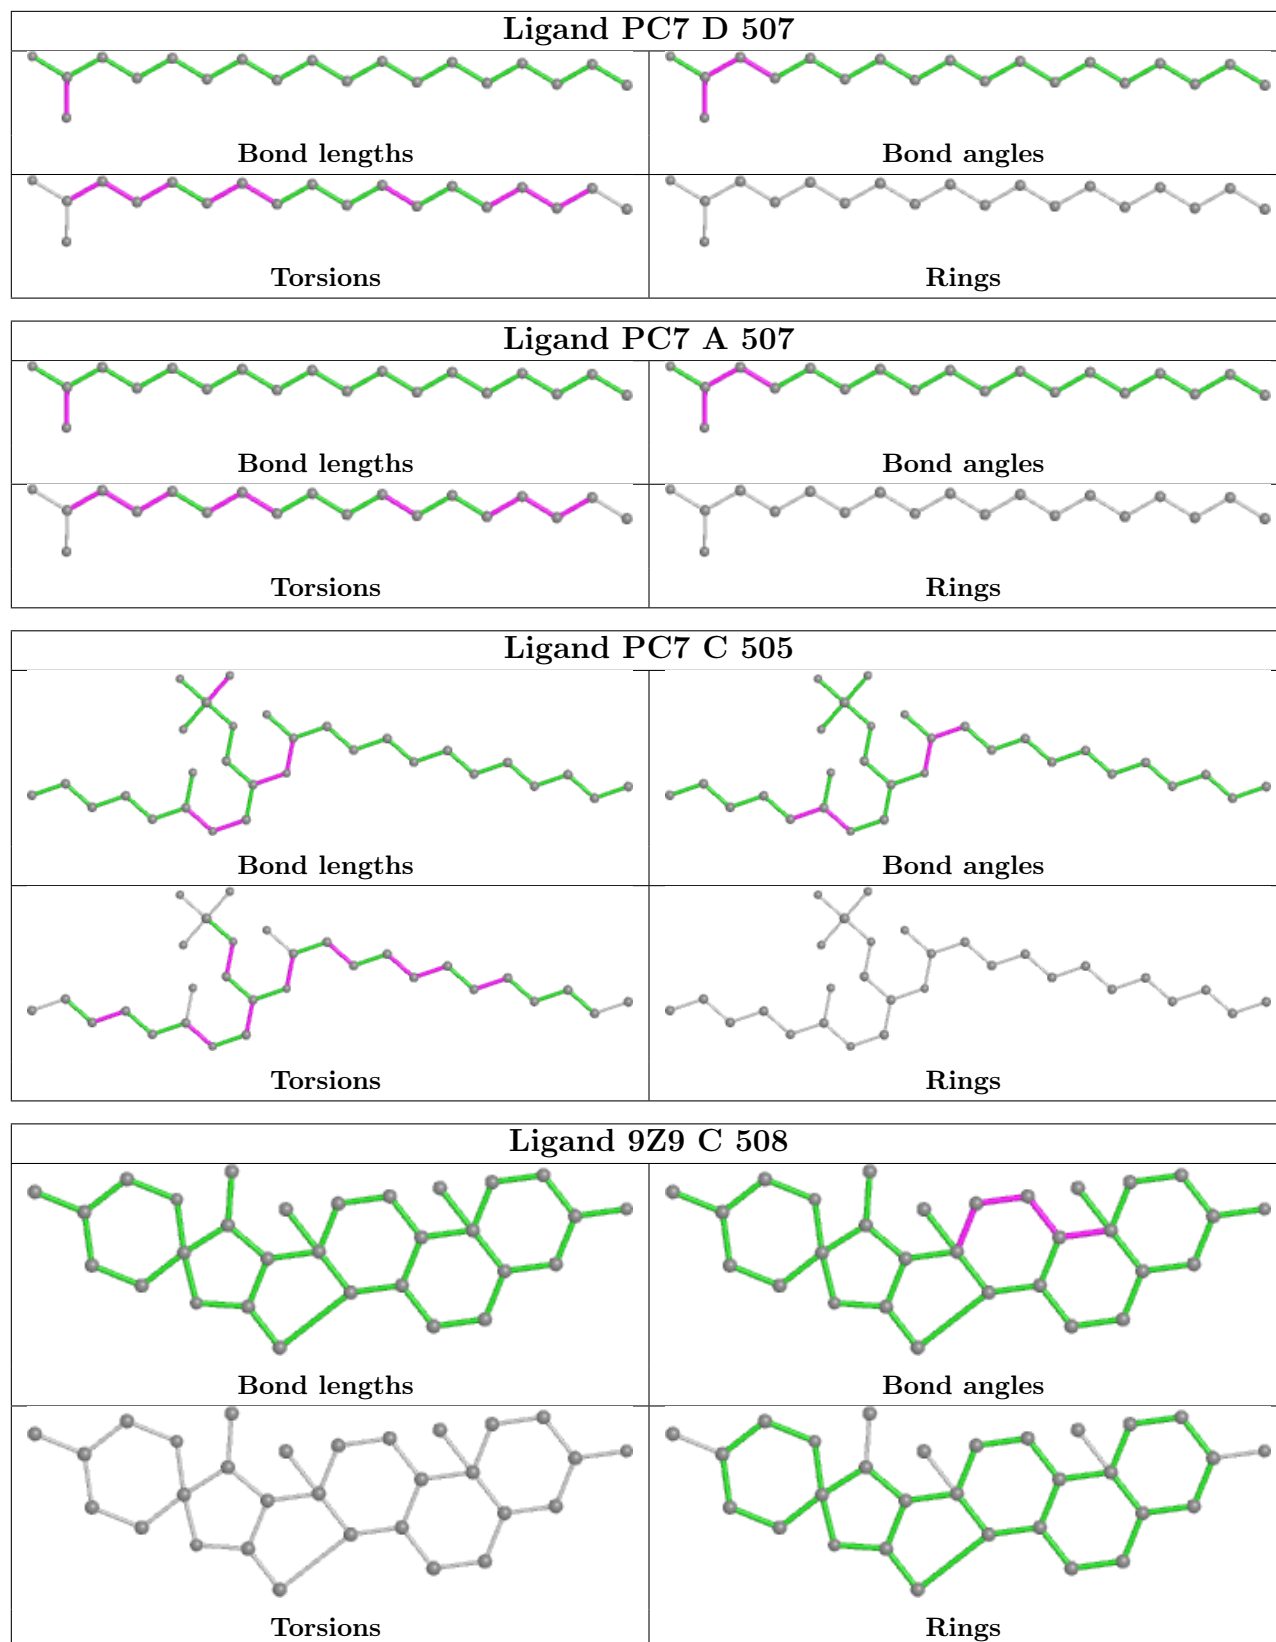 Ligand PC7 D 507
Bond lengths
Bond angles
Torsions
Rings
Ligand PC7 A 507
Bond lengths
Bond angles
Torsions
Rings
Ligand PC7 C 505
Bond lengths
Bond angles
Torsions
Rings
Ligand 9Z9 C 508
Bond lengths
Bond angles
Torsions
Rings